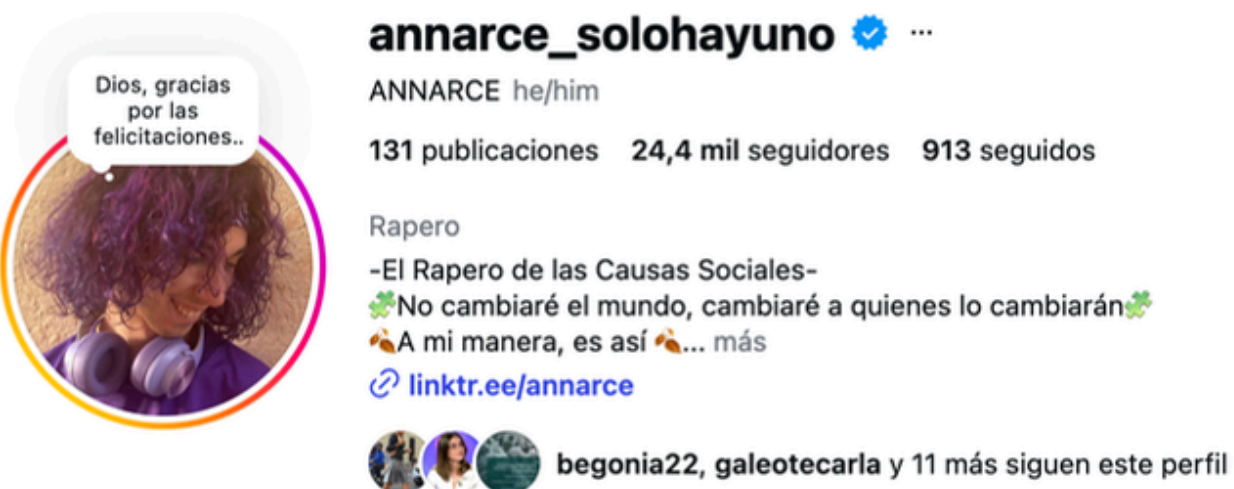 Dios, gracias
por las
felicitaciones..
annarce_solohayuno
ANNARCE he/him
131 publicaciones 24,4 mil seguidores 913 seguidos
Rapero
-El Rapero de las Causas Sociales-
🧩No cambiaré el mundo, cambiaré a quienes lo cambiarán🧩
🍂A mi manera, es así 🍂... más
linktr.ee/annarce
begonia22, galeotecarla y 11 más siguen este perfil